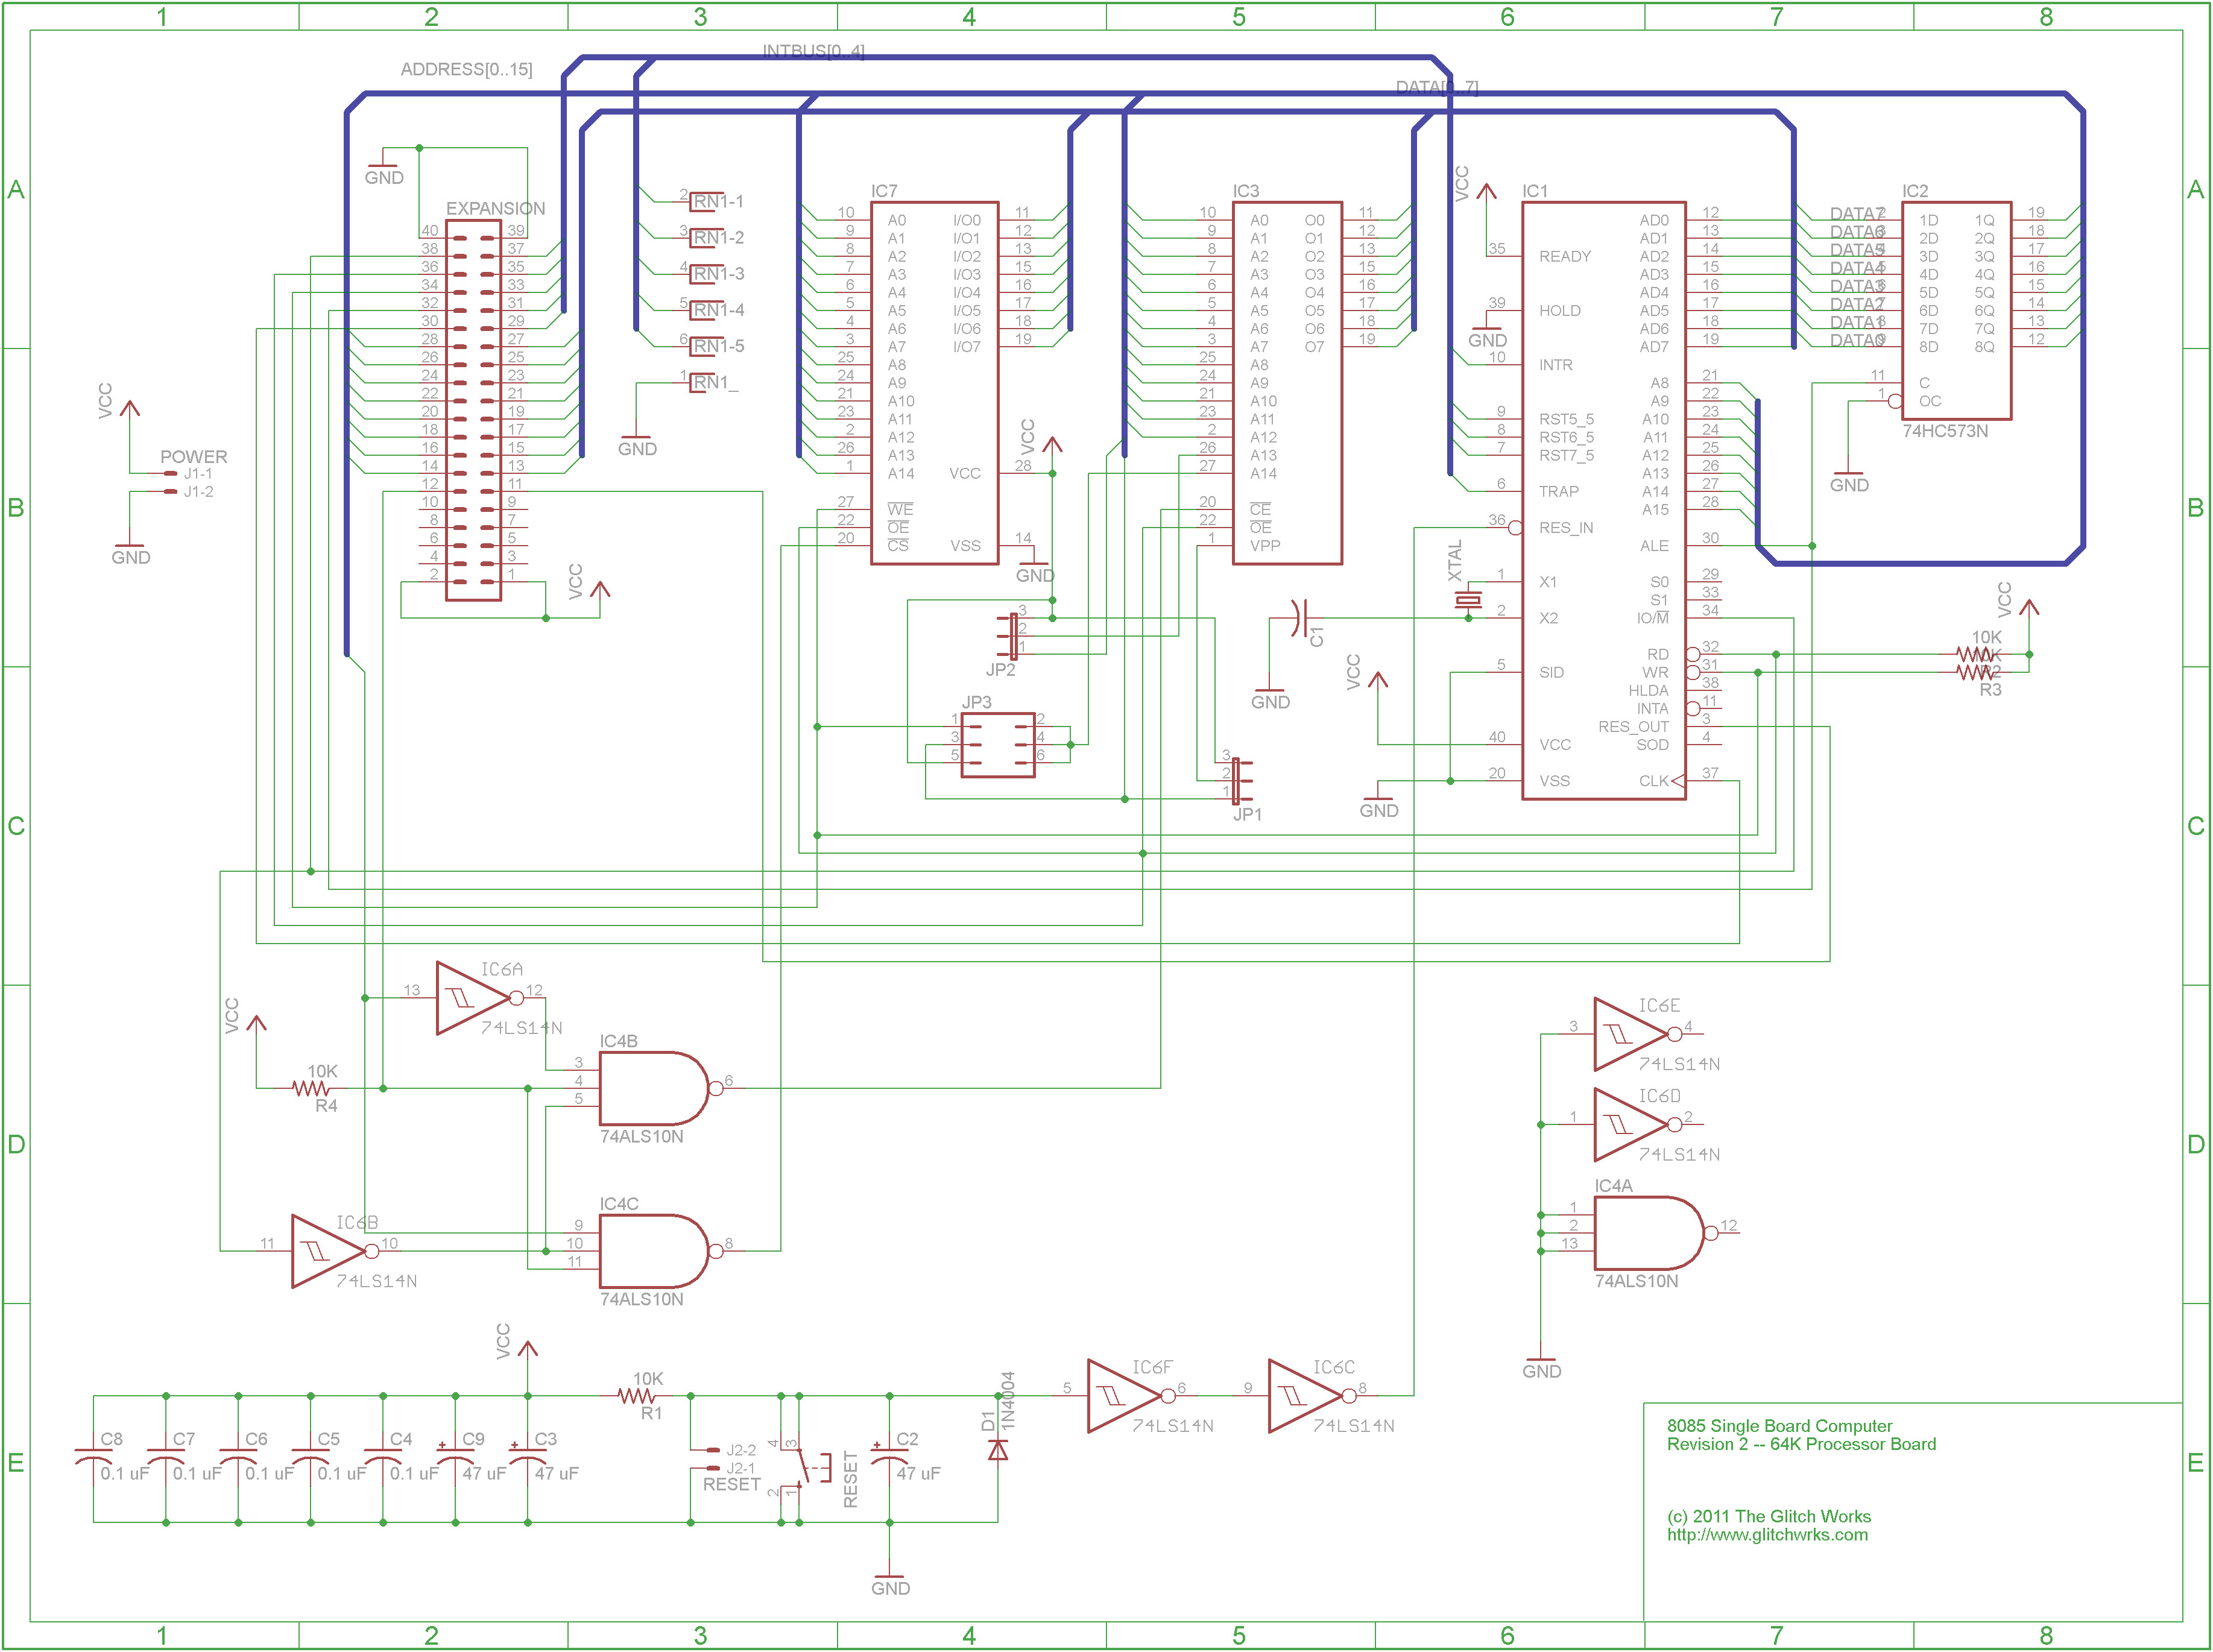 1 2 3 4 5 6 7 8
INTBUS[0..4]
ADDRESS[0..15]
DATA[0..7]
A
GND
EXPANSION
40 39
38 37
36 35
34 33
32 31
30 29
28 27
26 25
24 23
22 21
20 19
18 17
16 15
14 13
12 11
10 9
8 7
6 5
4 3
2 1
VCC
2 RN1-1
3 RN1-2
4 RN1-3
5 RN1-4
6 RN1-5
1 RN1_
GND
IC7
10 A0 I/O0 11
9 A1 I/O1 12
8 A2 I/O2 13
7 A3 I/O3 15
6 A4 I/O4 16
5 A5 I/O5 17
4 A6 I/O6 18
3 A7 I/O7 19
25 A8
24 A9
21 A10
23 A11
2 A12
26 A13
1 A14 VCC 28
27 WE
22 OE
20 CS VSS 14
VCC
GND
IC3
10 A0 O0 11
9 A1 O1 12
8 A2 O2 13
7 A3 O3 15
6 A4 O4 16
5 A5 O5 17
4 A6 O6 18
3 A7 O7 19
25 A8
24 A9
21 A10
23 A11
2 A12
26 A13
27 A14
20 CE
22 OE
1 VPP
VCC
IC1
AD0 12
AD1 13
35 READY AD2 14
AD3 15
AD4 16
39 HOLD AD5 17
AD6 18
GND
AD7 19
10 INTR
A8 21
A9 22
9 RST5_5 A10 23
8 RST6_5 A11 24
7 RST7_5 A12 25
A13 26
6 TRAP A14 27
A15 28
36 RES_IN
ALE 30
XTAL
1 X1 S0 29
S1 33
2 X2 IO/M 34
RD 32
5 SID WR 31
HLDA 38
INTA 11
RES_OUT 3
40 VCC SOD 4
20 VSS CLK 37
IC2
DATA7 2 1D 1Q 19
DATA6 3 2D 2Q 18
DATA5 4 3D 3Q 17
DATA4 5 4D 4Q 16
DATA3 6 5D 5Q 15
DATA2 7 6D 6Q 14
DATA1 8 7D 7Q 13
DATA0 9 8D 8Q 12
11 C
1 OC
74HC573N
GND
A
B
VCC
POWER
J1-1
J1-2
GND
B
3
2
1
JP2
C1
GND
VCC
GND
VCC
10K
10K
R2
R3
JP3
1 2
3 4
5 6
3
2
1
JP1
C
C
13 IC6A 12
74LS14N
VCC
10K
R4
IC4B
3
4 6
5
74ALS10N
D
IC4C
9
10 8
11
74ALS10N
11 IC6B 10
74LS14N
3 IC6E 4
74LS14N
1 IC6D 2
74LS14N
IC4A
1
2 12
13
74ALS10N
GND
D
E
VCC
C8 0.1 uF
C7 0.1 uF
C6 0.1 uF
C5 0.1 uF
C4 0.1 uF
C9 47 uF
C3 47 uF
10K
R1
J2-2
J2-1
RESET
4 3
2 1
RESET
C2 47 uF
D1 1N4004
GND
5 IC6F 6
74LS14N
9 IC6C 8
74LS14N
8085 Single Board Computer
Revision 2 -- 64K Processor Board
(c) 2011 The Glitch Works
http://www.glitchwrks.com
E
1 2 3 4 5 6 7 8